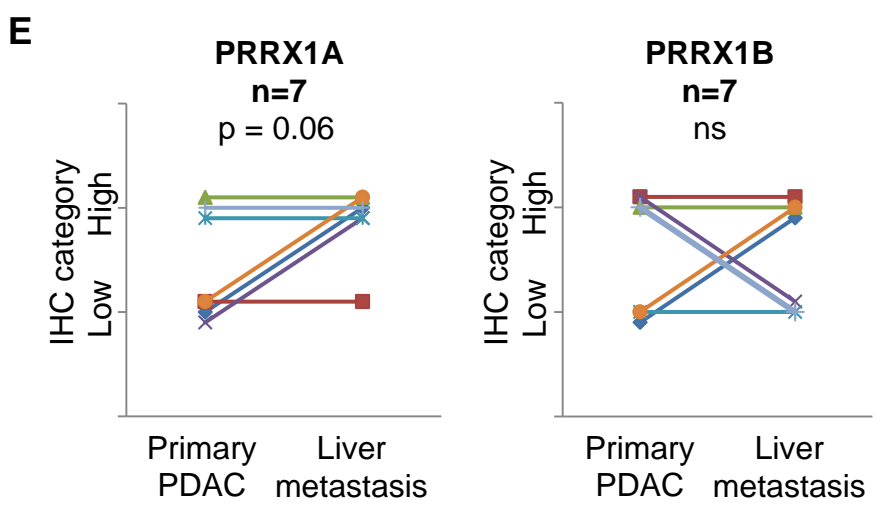 E
PRRX1A
n=7
p = 0.06
IHC category
Low High
Primary PDAC
Liver metastasis
PRRX1B
n=7
ns
IHC category
Low High
Primary PDAC
Liver metastasis